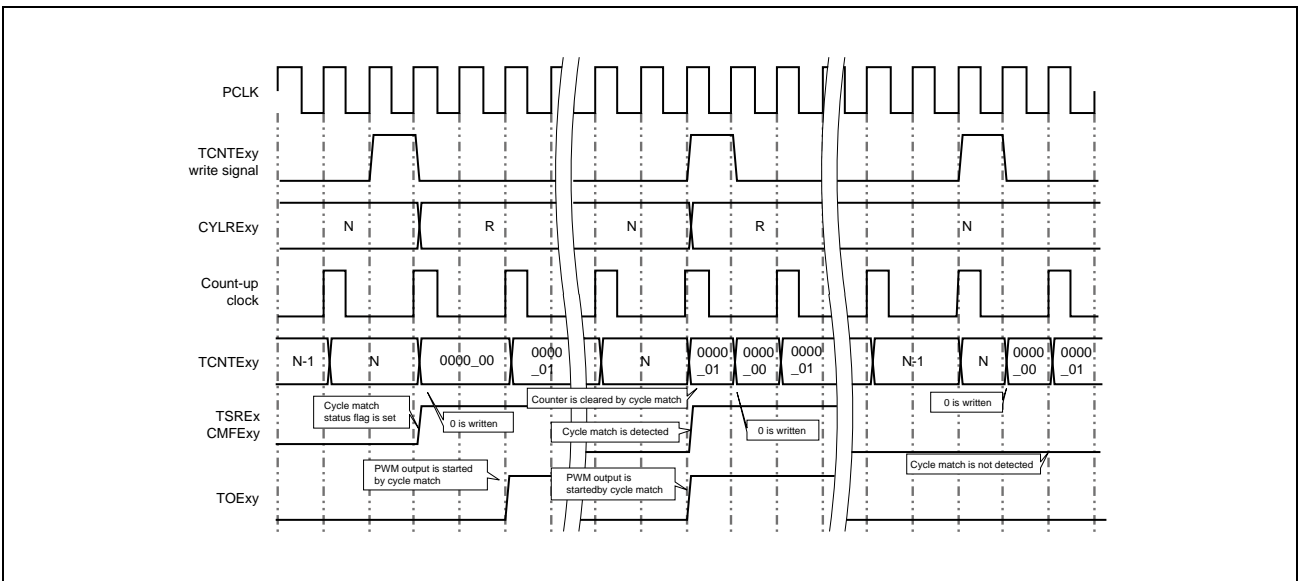 PCLK
TCNTExy
write signal
CYLRExy
N
R
N
R
N
Count-up
clock
TCNTExy
N-1
N
0000_00
0000
_01
N
0000
_01
0000
_00
0000
_01
N-1
N
0000
_00
0000
_01
TSREx
CMFExy
Cycle match
status flag is set
0 is written
Counter is cleared by cycle match
Cycle match is detected
0 is written
0 is written
Cycle match is not detected
TOExy
PWM output is started
by cycle match
PWM output is
startedby cycle match